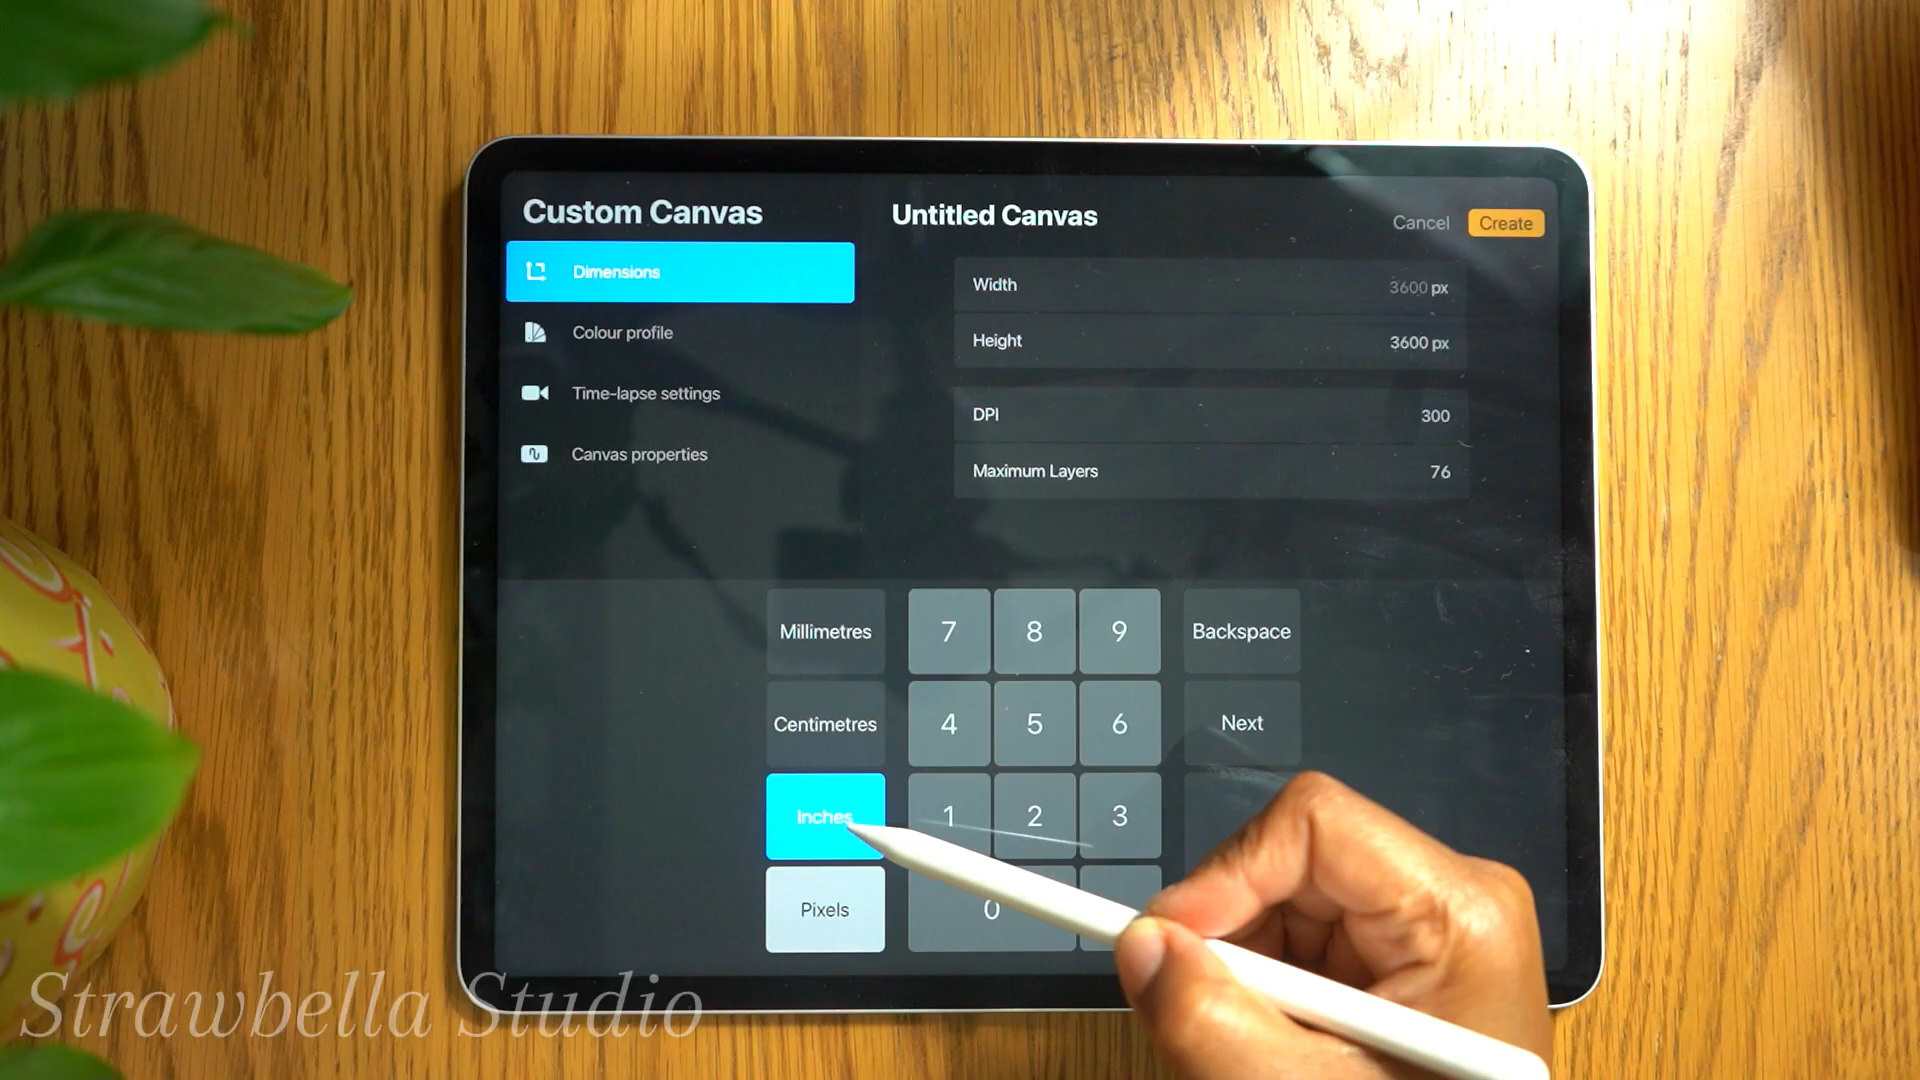 Custom Canvas
Dimensions
Colour profile
Time-lapse settings
Canvas properties
Untitled Canvas
Cancel
Create
Width 3600 px
Height 3600 px
DPI 300
Maximum Layers 76
Millimetres 7 8 9 Backspace
Centimetres 4 5 6 Next
Inches 1 2 3
Pixels 0
Strawbella Studio